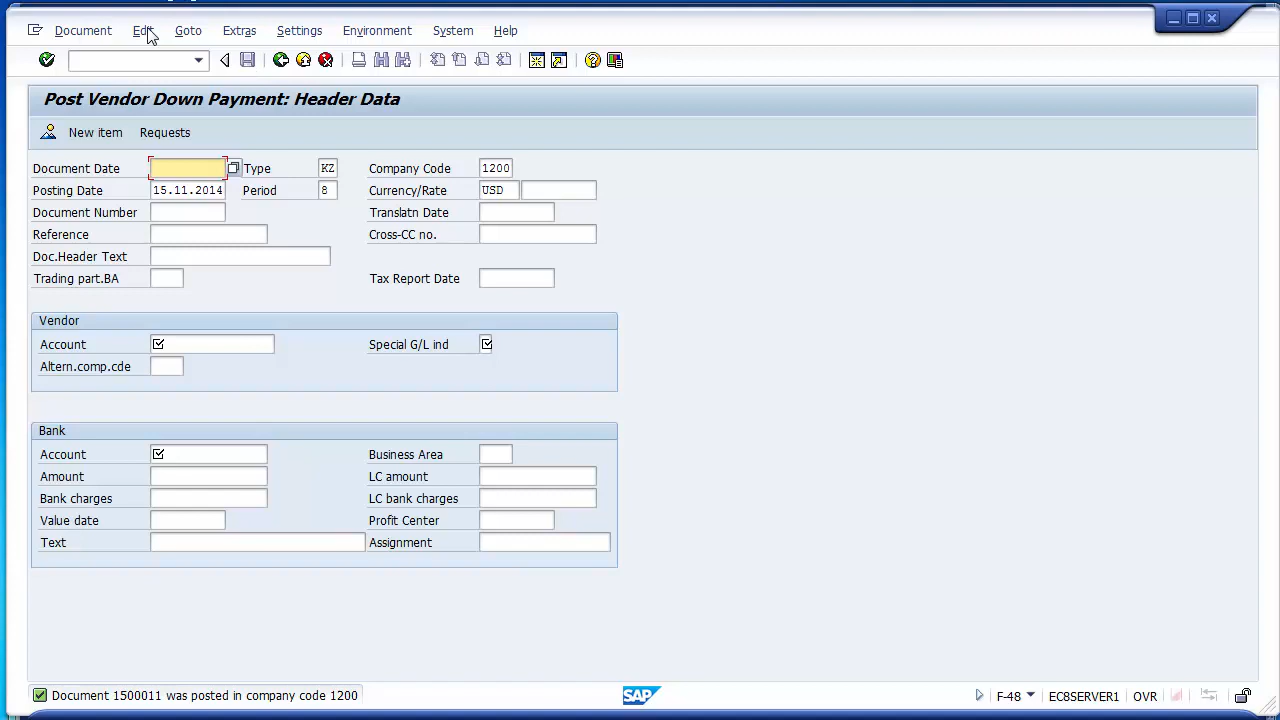 Document Edit Goto Extras Settings Environment System Help
Post Vendor Down Payment: Header Data
New item Requests
Document Date Type KZ Company Code 1200
Posting Date 15.11.2014 Period 8 Currency/Rate USD
Document Number Translatn Date
Reference Cross-CC no.
Doc.Header Text
Trading part.BA Tax Report Date
Vendor
Account Special G/L ind
Altern.comp.cde
Bank
Account Business Area
Amount LC amount
Bank charges LC bank charges
Value date Profit Center
Text Assignment
Document 1500011 was posted in company code 1200 SAP F-48 EC8SERVER1 OVR